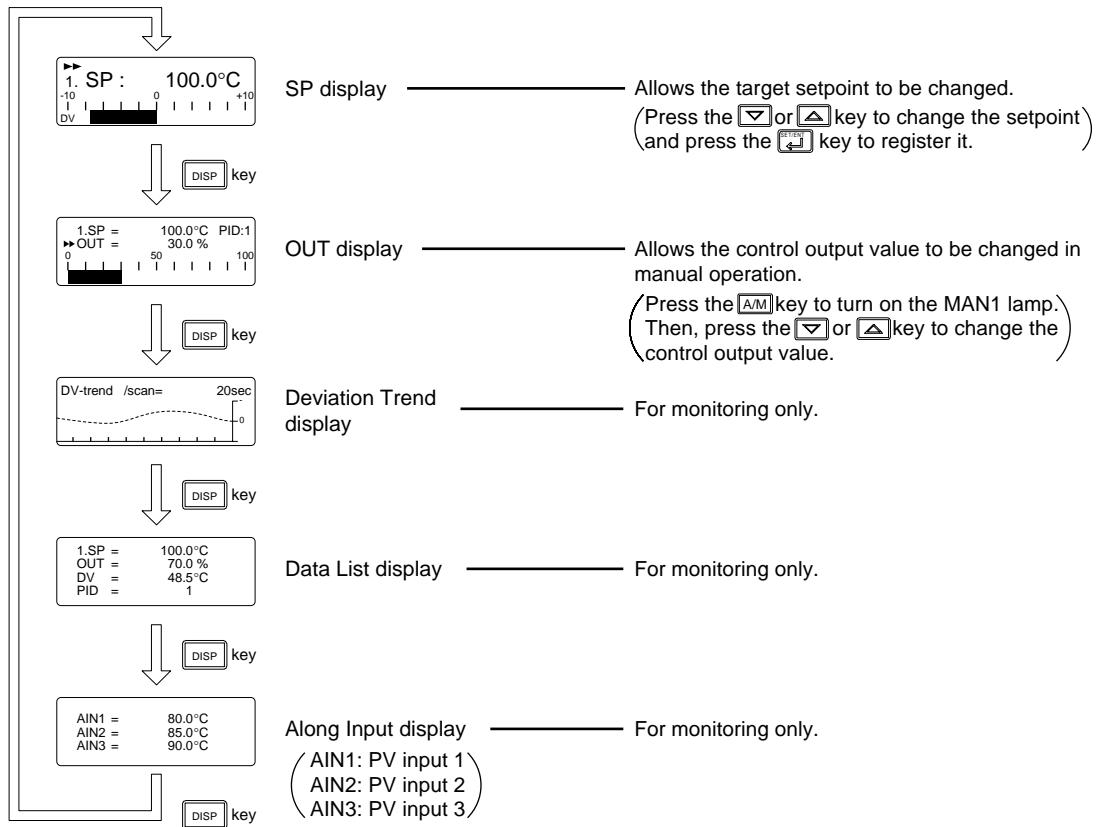 ▶▶
1. SP : 100.0°C
-10 0 +10
DV
SP display
Allows the target setpoint to be changed.
(Press the ▽ or △ key to change the setpoint
and press the SET/ENT key to register it.)
DISP key
1.SP = 100.0°C PID:1
▶▶OUT = 30.0 %
0 50 100
OUT display
Allows the control output value to be changed in
manual operation.
(Press the A/M key to turn on the MAN1 lamp.
Then, press the ▽ or △ key to change the
control output value.)
DISP key
DV-trend /scan= 20sec
0
Deviation Trend
display
For monitoring only.
DISP key
1.SP = 100.0°C
OUT = 70.0 %
DV = 48.5°C
PID = 1
Data List display
For monitoring only.
DISP key
AIN1 = 80.0°C
AIN2 = 85.0°C
AIN3 = 90.0°C
Along Input display
For monitoring only.
(AIN1: PV input 1
AIN2: PV input 2
AIN3: PV input 3)
DISP key